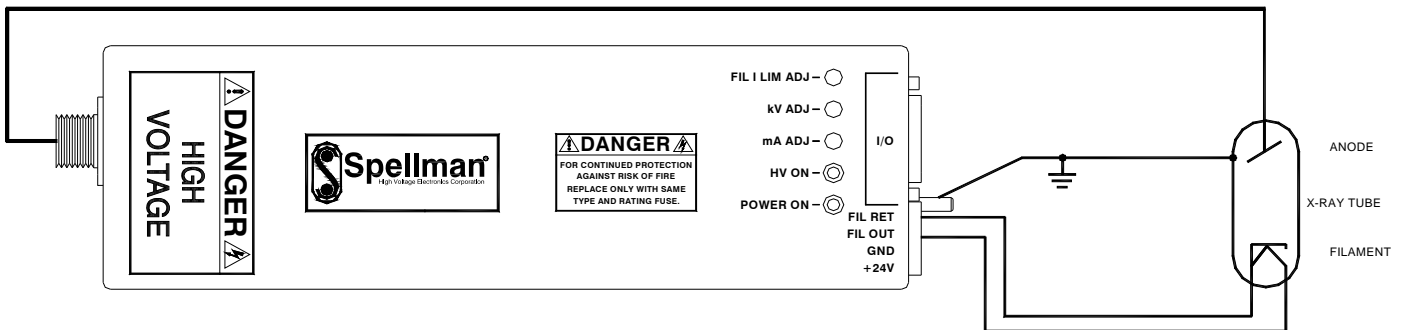 DANGER
HIGH
VOLTAGE
Spellman®
High Voltage Electronics Corporation
DANGER
FOR CONTINUED PROTECTION
AGAINST RISK OF FIRE
REPLACE ONLY WITH SAME
TYPE AND RATING FUSE.
FIL I LIM ADJ
kV ADJ
mA ADJ
HV ON
POWER ON
I/O
FIL RET
FIL OUT
GND
+24V
ANODE
X-RAY TUBE
FILAMENT